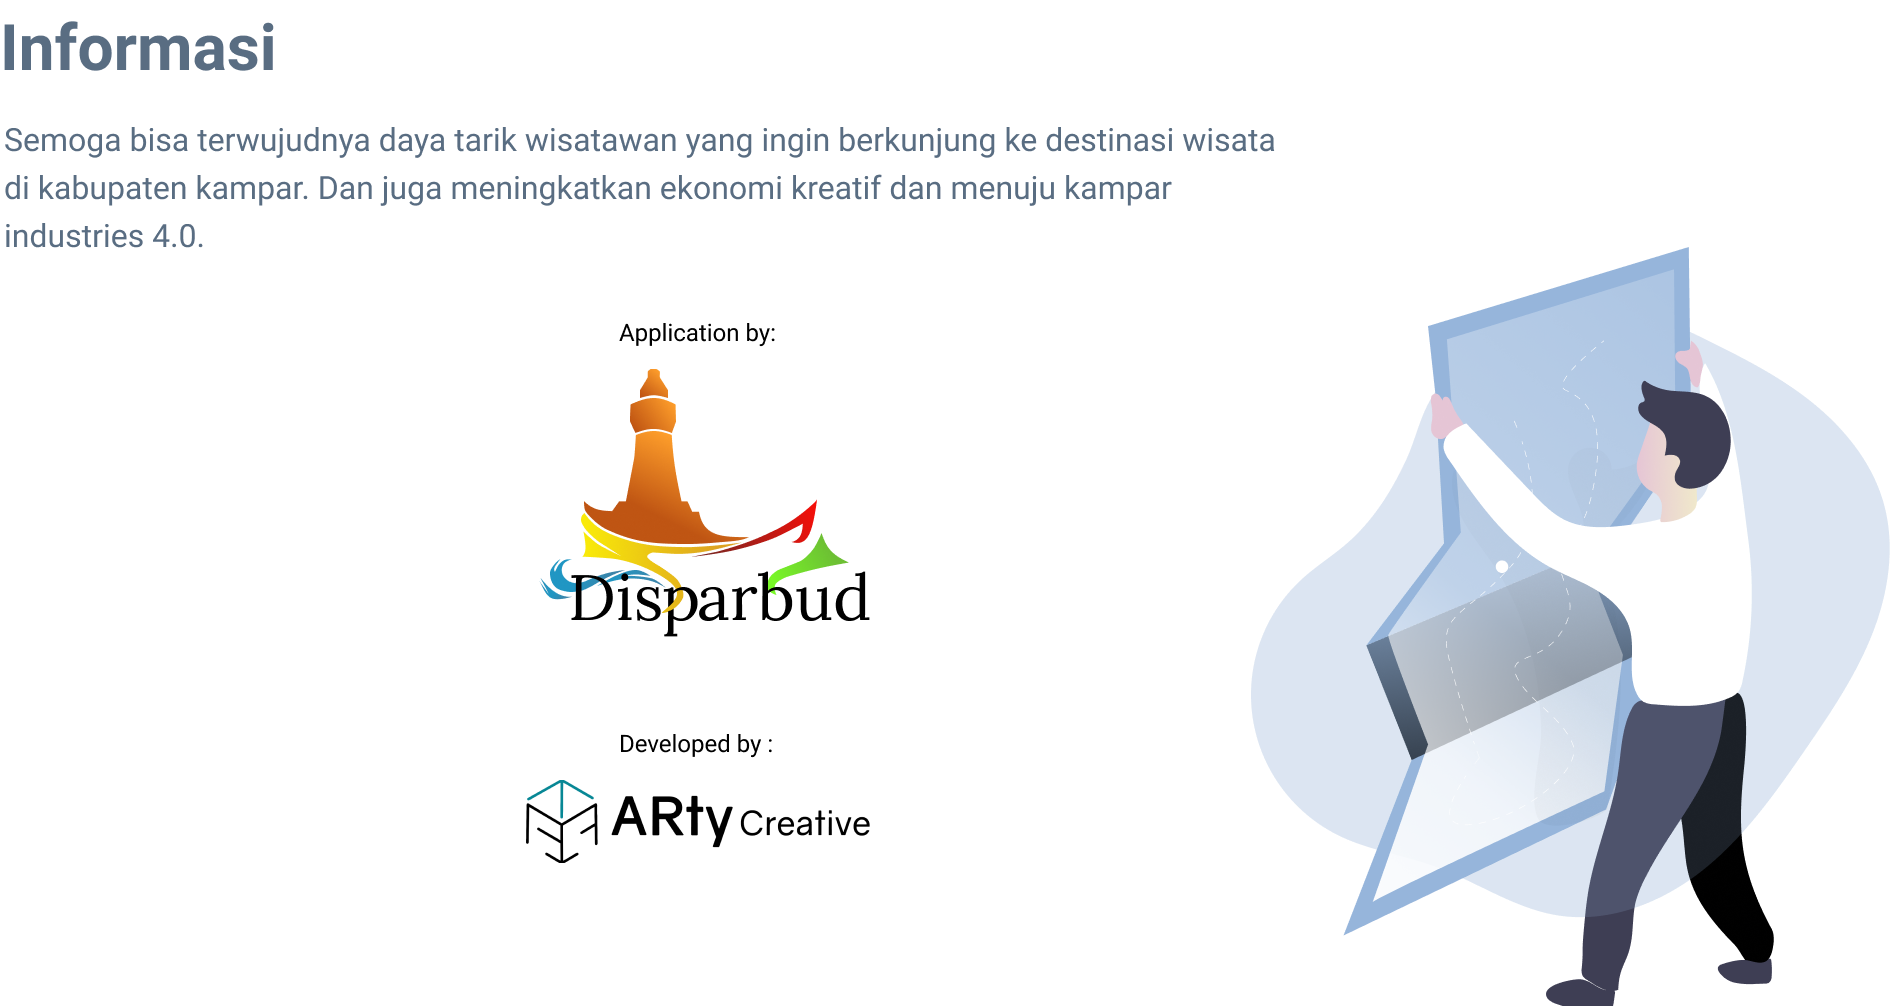 Informasi
Semoga bisa terwujudnya daya tarik wisatawan yang ingin berkunjung ke destinasi wisata
di kabupaten kampar. Dan juga meningkatkan ekonomi kreatif dan menuju kampar
industries 4.0.
Application by:
Disparbud
Developed by :
ARty Creative